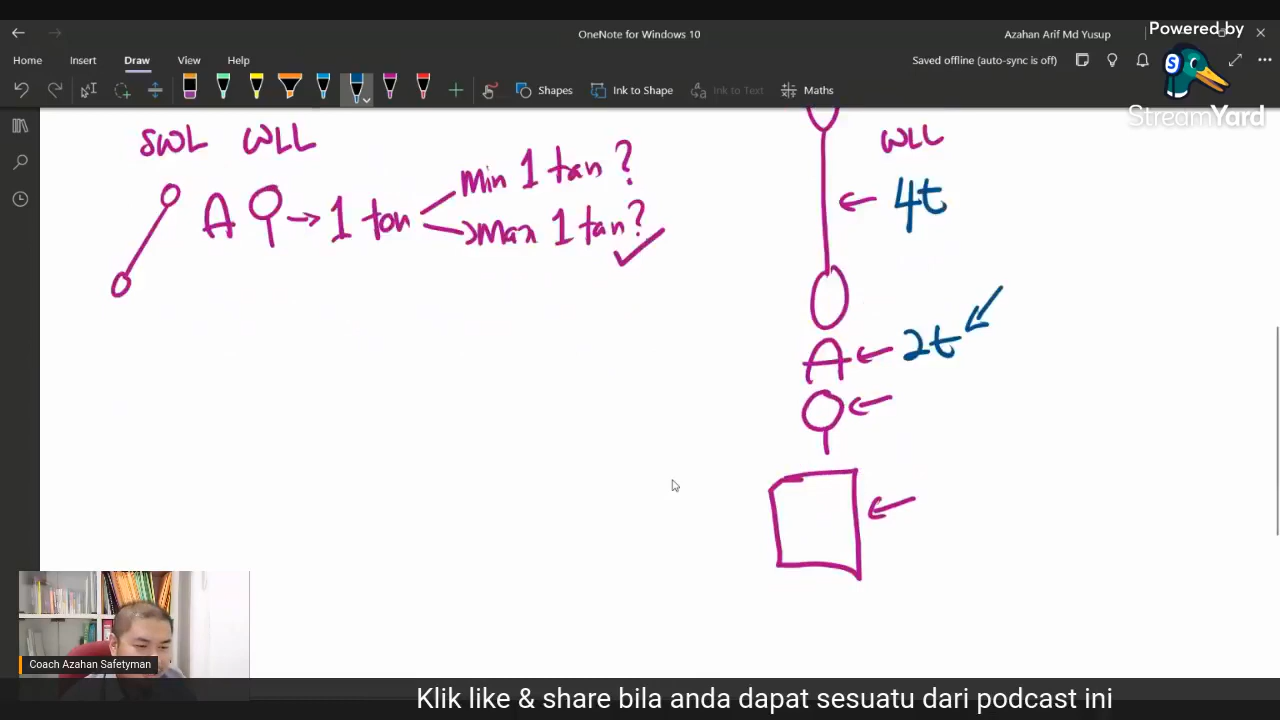 OneNote for Windows 10
Azahan Arif Md Yusup
Powered by
StreamYard
Home Insert Draw View Help
Saved offline (auto-sync is off)
Shapes Ink to Shape Ink to Text Maths
SWL WLL
A → 1 ton
Min 1 tan?
Max 1 tan?
WLL
4t
A
2t
Coach Azahan Safetyman
Klik like & share bila anda dapat sesuatu dari podcast ini